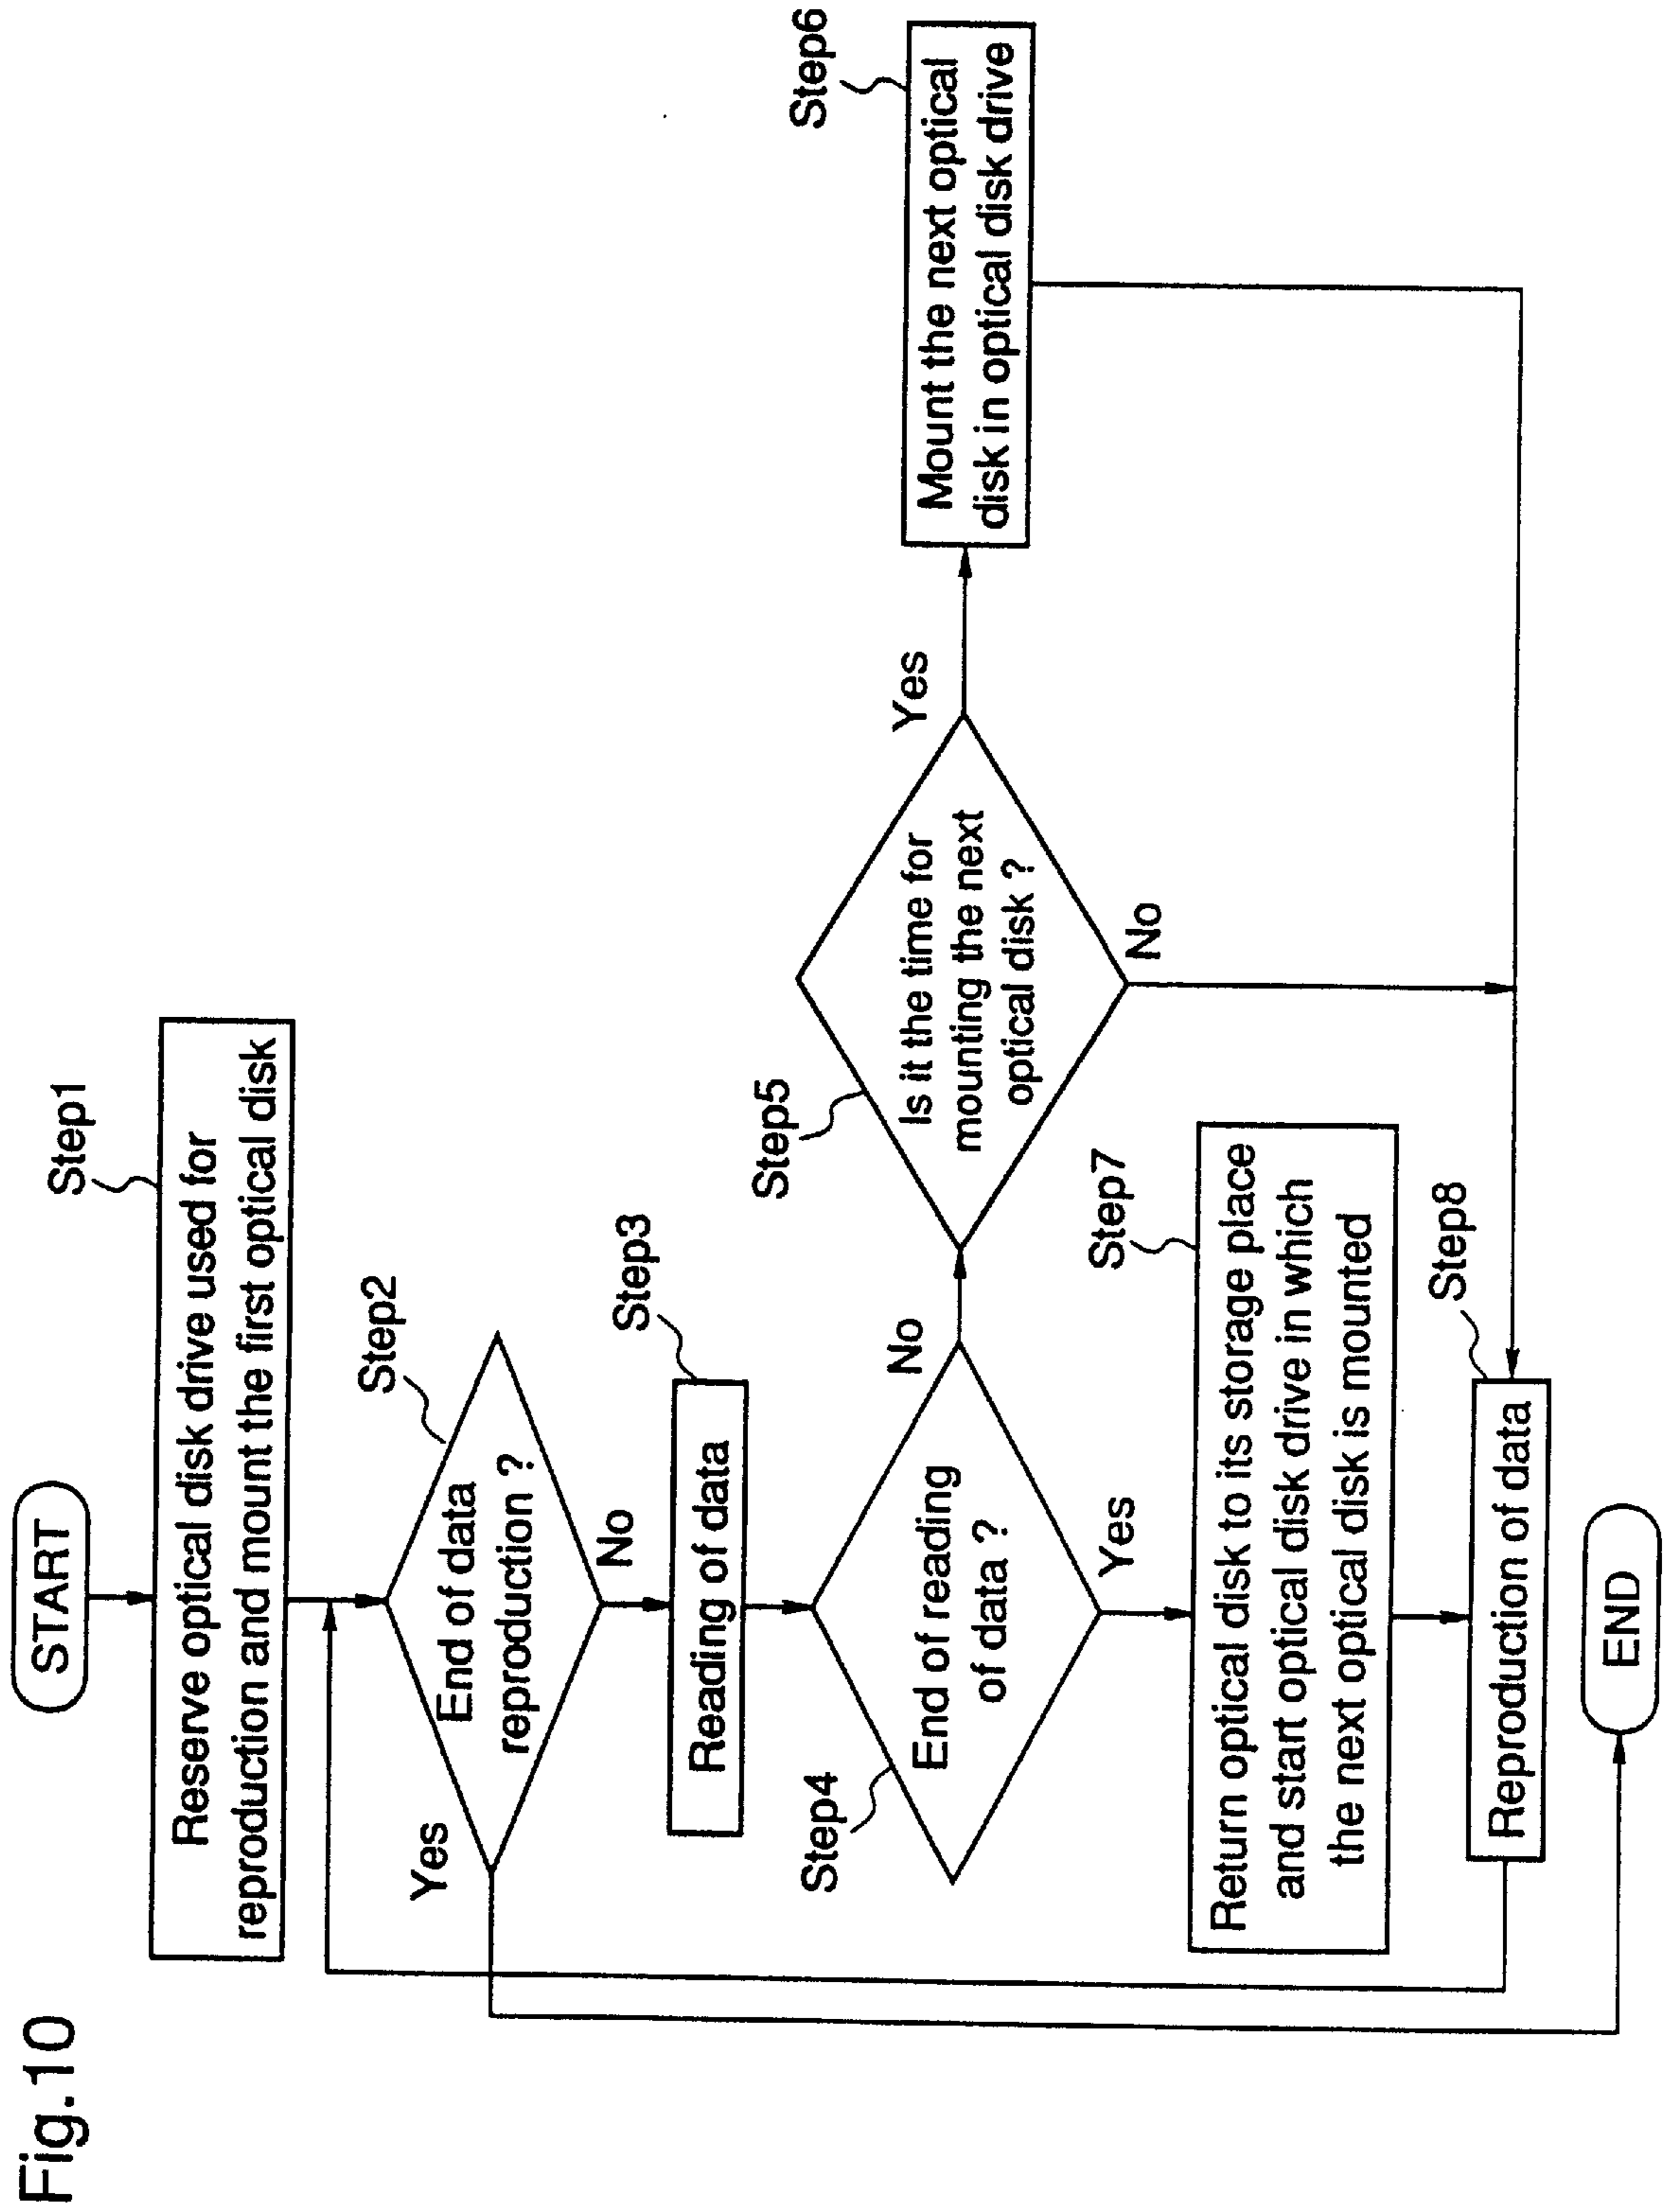 Fig.10
START
Step1
Reserve optical disk drive used for
reproduction and mount the first optical disk
Step2
End of data
reproduction ?
Yes
No
Step3
Reading of data
Step4
End of reading
of data ?
No
Yes
Step5
Is it the time for
mounting the next
optical disk ?
Yes
No
Step6
Mount the next optical
disk in optical disk drive
Step7
Return optical disk to its storage place
and start optical disk drive in which
the next optical disk is mounted
Step8
Reproduction of data
END